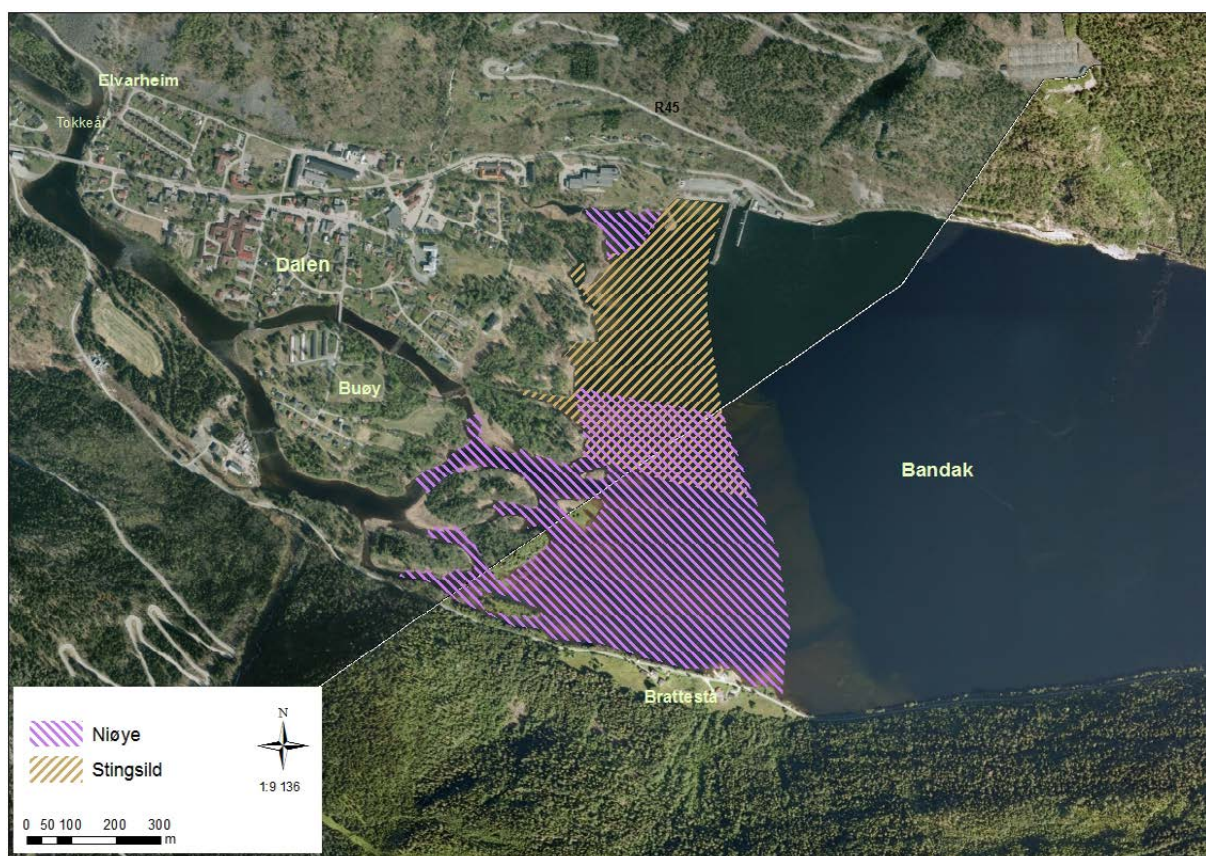 Elvarheim
R45
Tokkeåi
Dalen
Buøy
Bandak
Brattestå
Niøye
Stingsild
N
1:9 136
0 50 100 200 300
m